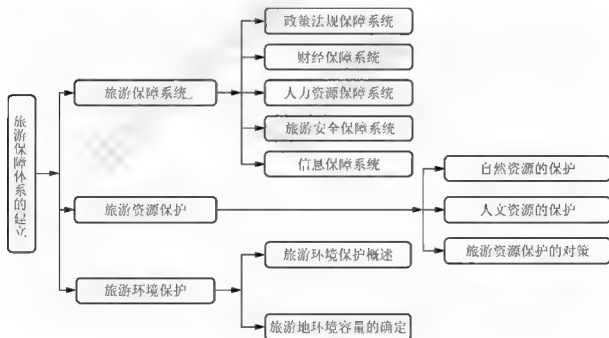 旅游保障体系的建立
旅游保障系统
政策法规保障系统
财经保障系统
人力资源保障系统
旅游安全保障系统
信息保障系统
旅游资源保护
自然资源的保护
人文资源的保护
旅游资源保护的对策
旅游环境保护
旅游环境保护概述
旅游地环境容量的确定